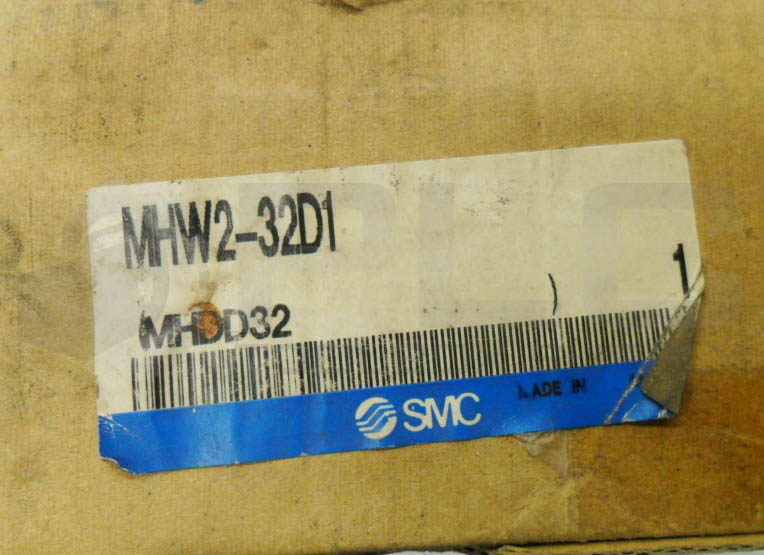 MHW2-32D1
1
(MHDD32 )
MADE IN
SMC